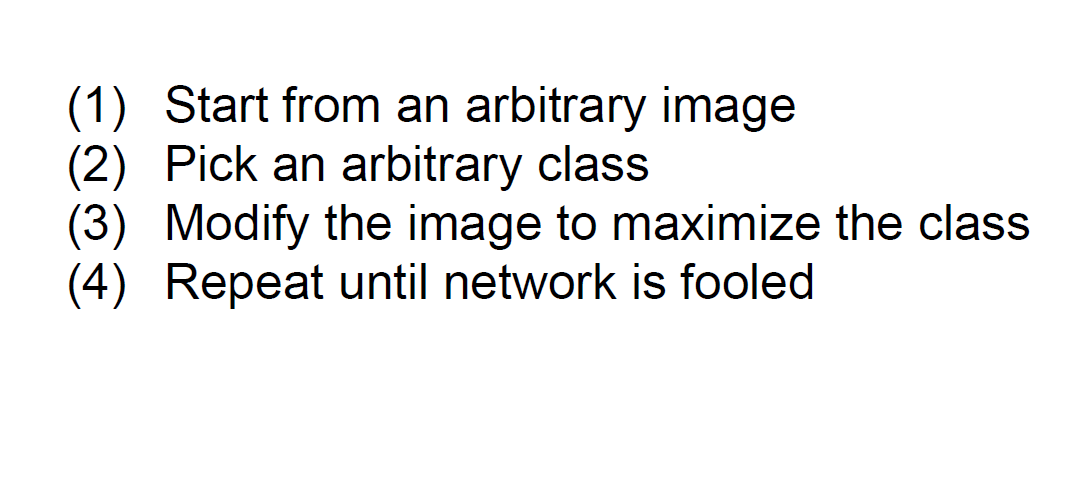 (1) Start from an arbitrary image
(2) Pick an arbitrary class
(3) Modify the image to maximize the class
(4) Repeat until network is fooled